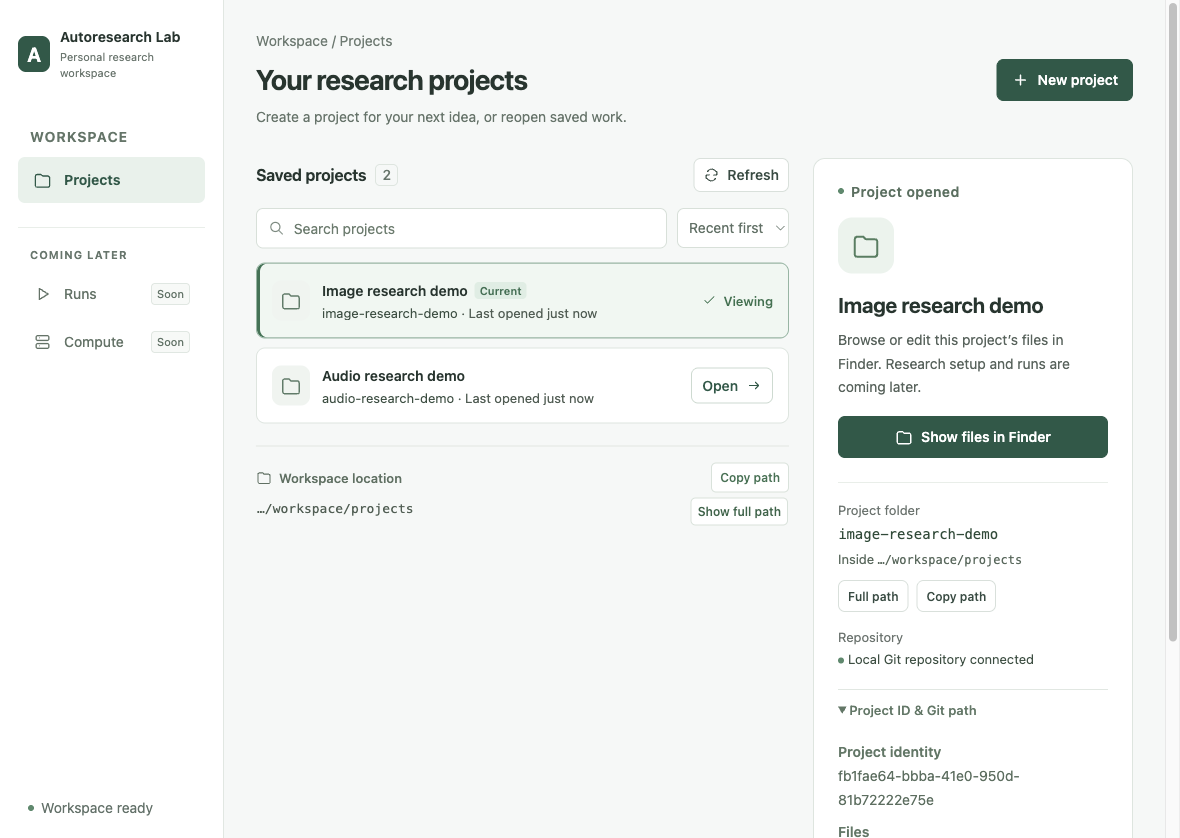 A
Autoresearch Lab
Personal research
workspace
WORKSPACE
Projects
COMING LATER
Runs
Soon
Compute
Soon
Workspace ready
Workspace / Projects
Your research projects
Create a project for your next idea, or reopen saved work.
New project
Saved projects 2
Refresh
Search projects
Recent first
Image research demo Current
image-research-demo · Last opened just now
Viewing
Audio research demo
audio-research-demo · Last opened just now
Open
Workspace location
Copy path
…/workspace/projects
Show full path
Project opened
Image research demo
Browse or edit this project’s files in
Finder. Research setup and runs are
coming later.
Show files in Finder
Project folder
image-research-demo
Inside …/workspace/projects
Full path
Copy path
Repository
Local Git repository connected
Project ID & Git path
Project identity
fb1fae64-bbba-41e0-950d-
81b72222e75e
Files